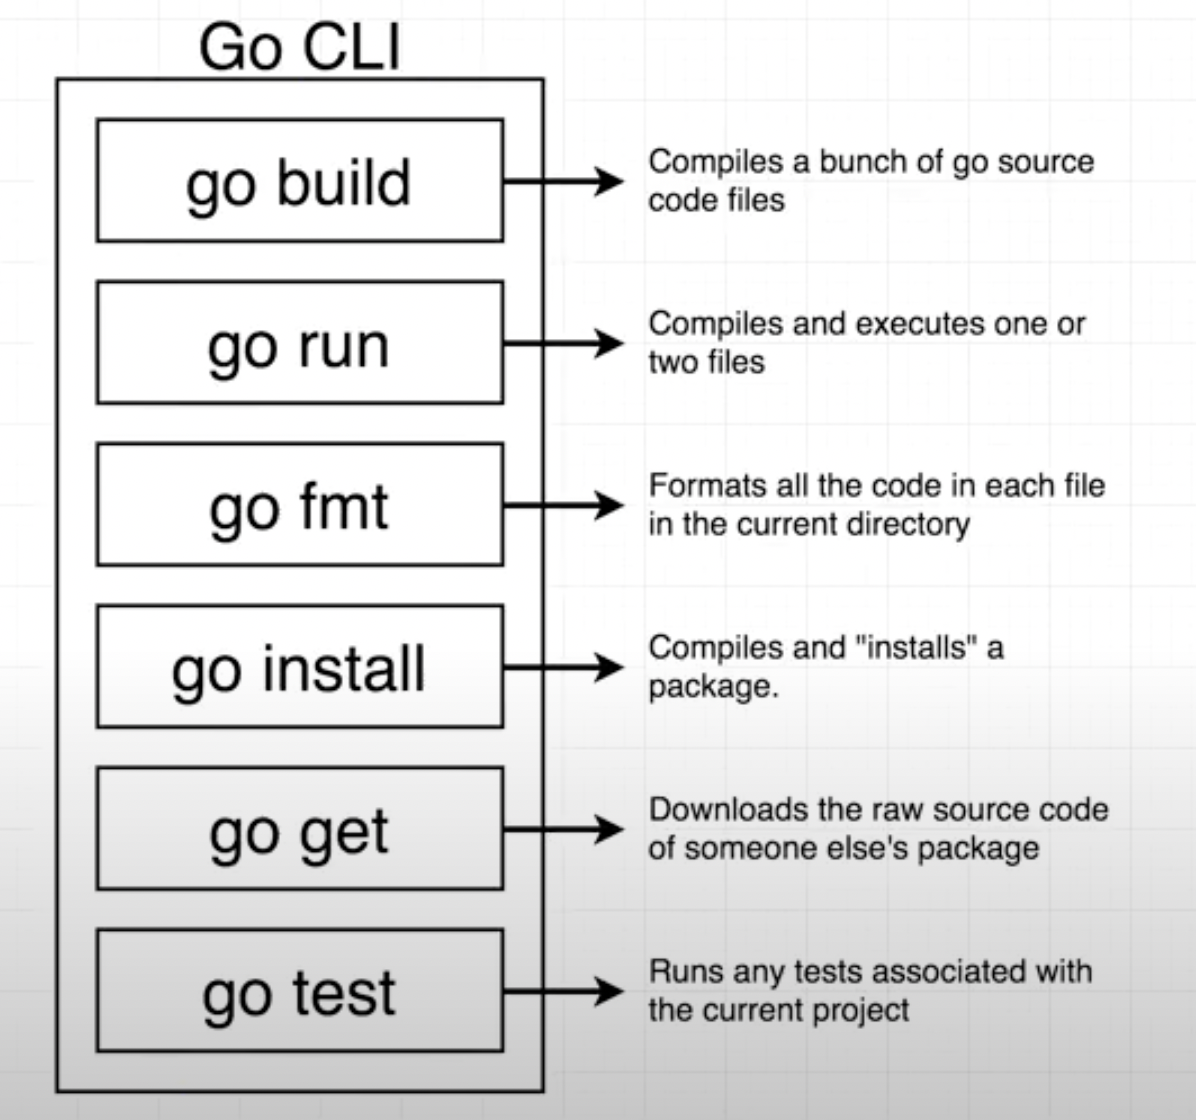 Go CLI
go build
Compiles a bunch of go source
code files
go run
Compiles and executes one or
two files
go fmt
Formats all the code in each file
in the current directory
go install
Compiles and "installs" a
package.
go get
Downloads the raw source code
of someone else's package
go test
Runs any tests associated with
the current project